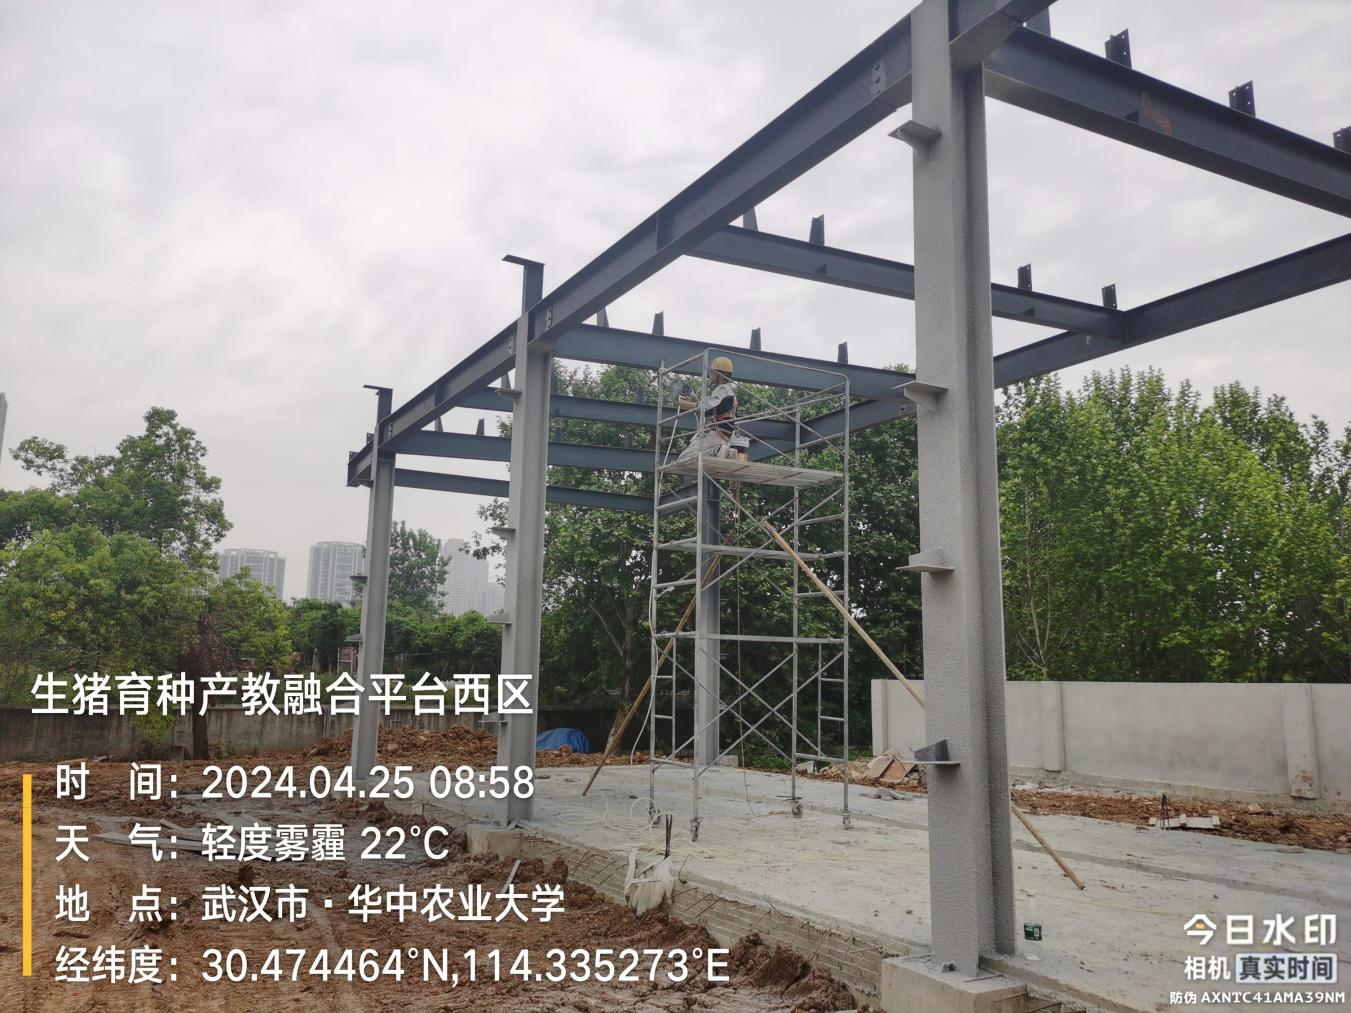 生猪育种产教融合平台西区
时 间：2024.04.25 08:58
天 气：轻度雾霾 22℃
地 点：武汉市·华中农业大学
经纬度：30.474464°N,114.335273°E
今日水印
相机 真实时间
防伪 AXNTC41AMA39NM